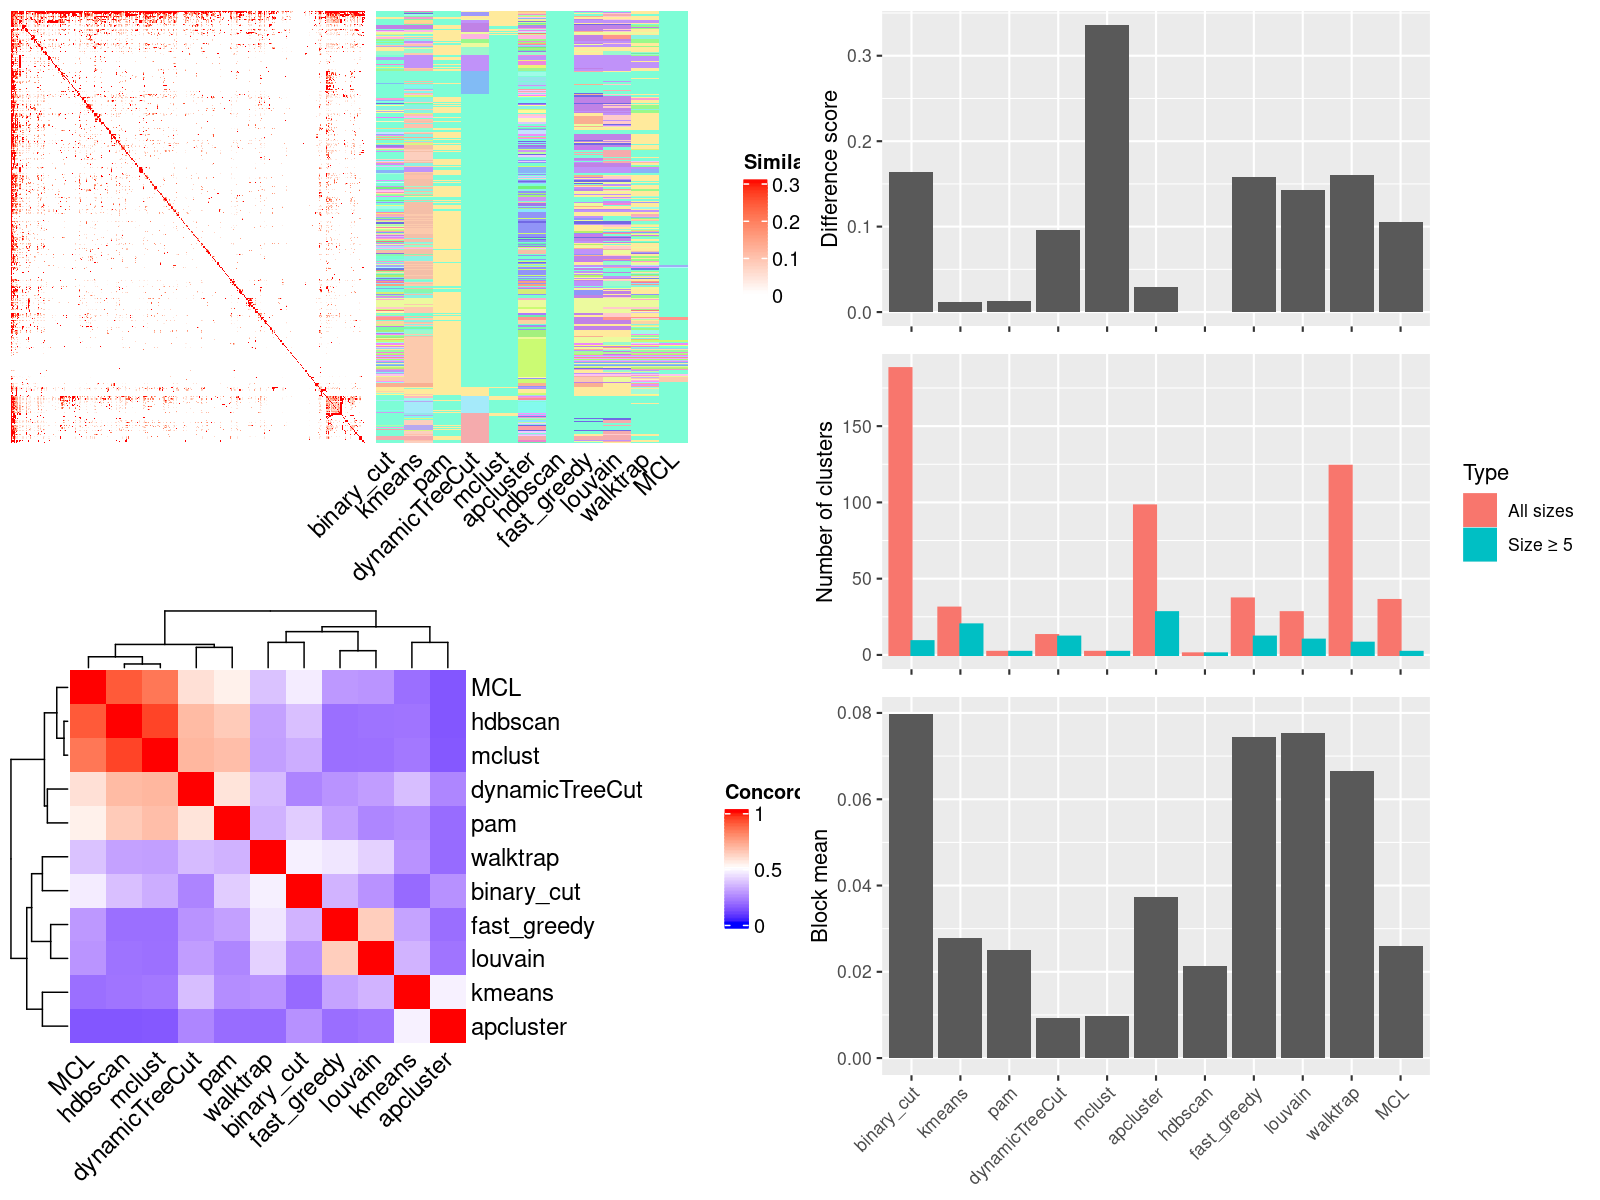 Simila
0.3
0.2
0.1
0
binary_cut
kmeans
pam
dynamicTreeCut
mclust
apcluster
hdbscan
fast_greedy
louvain
walktrap
MCL
MCL
hdbscan
mclust
dynamicTreeCut
pam
walktrap
binary_cut
fast_greedy
louvain
kmeans
apcluster
MCL
hdbscan
mclust
dynamicTreeCut
pam
walktrap
binary_cut
fast_greedy
louvain
kmeans
apcluster
Concord
1
0.5
0
Difference score
0.3
0.2
0.1
0.0
Number of clusters
150
100
50
0
Type
All sizes
Size ≥ 5
Block mean
0.08
0.06
0.04
0.02
0.00
binary_cut
kmeans
pam
dynamicTreeCut
mclust
apcluster
hdbscan
fast_greedy
louvain
walktrap
MCL